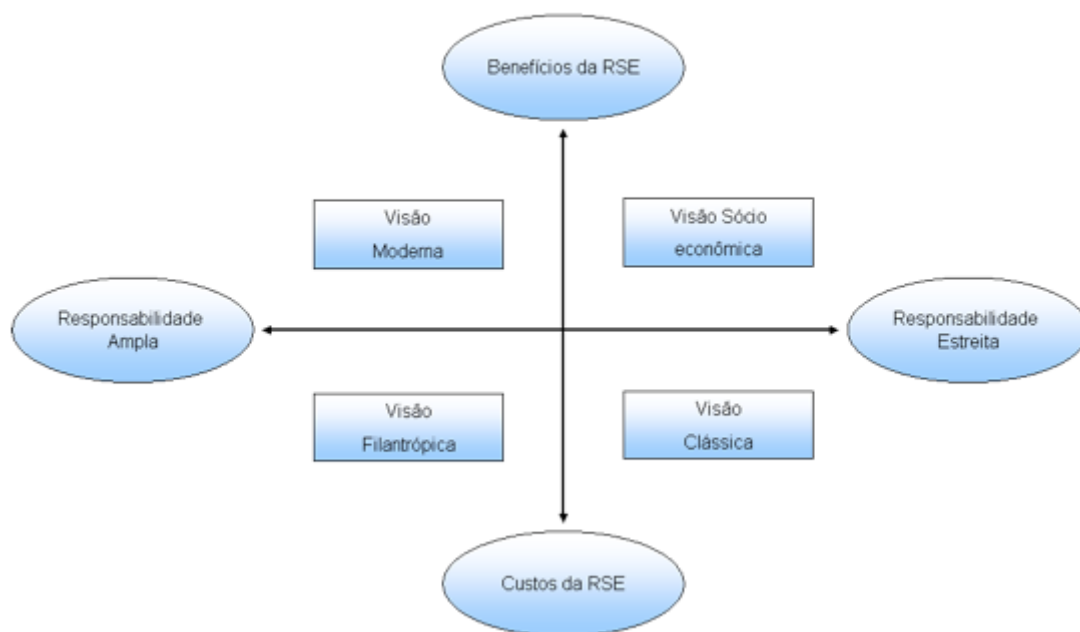 Benefícios da RSE
Visão
Moderna
Visão Sócio
econômica
Responsabilidade
Ampla
Responsabilidade
Estreita
Visão
Filantrópica
Visão
Clássica
Custos da RSE